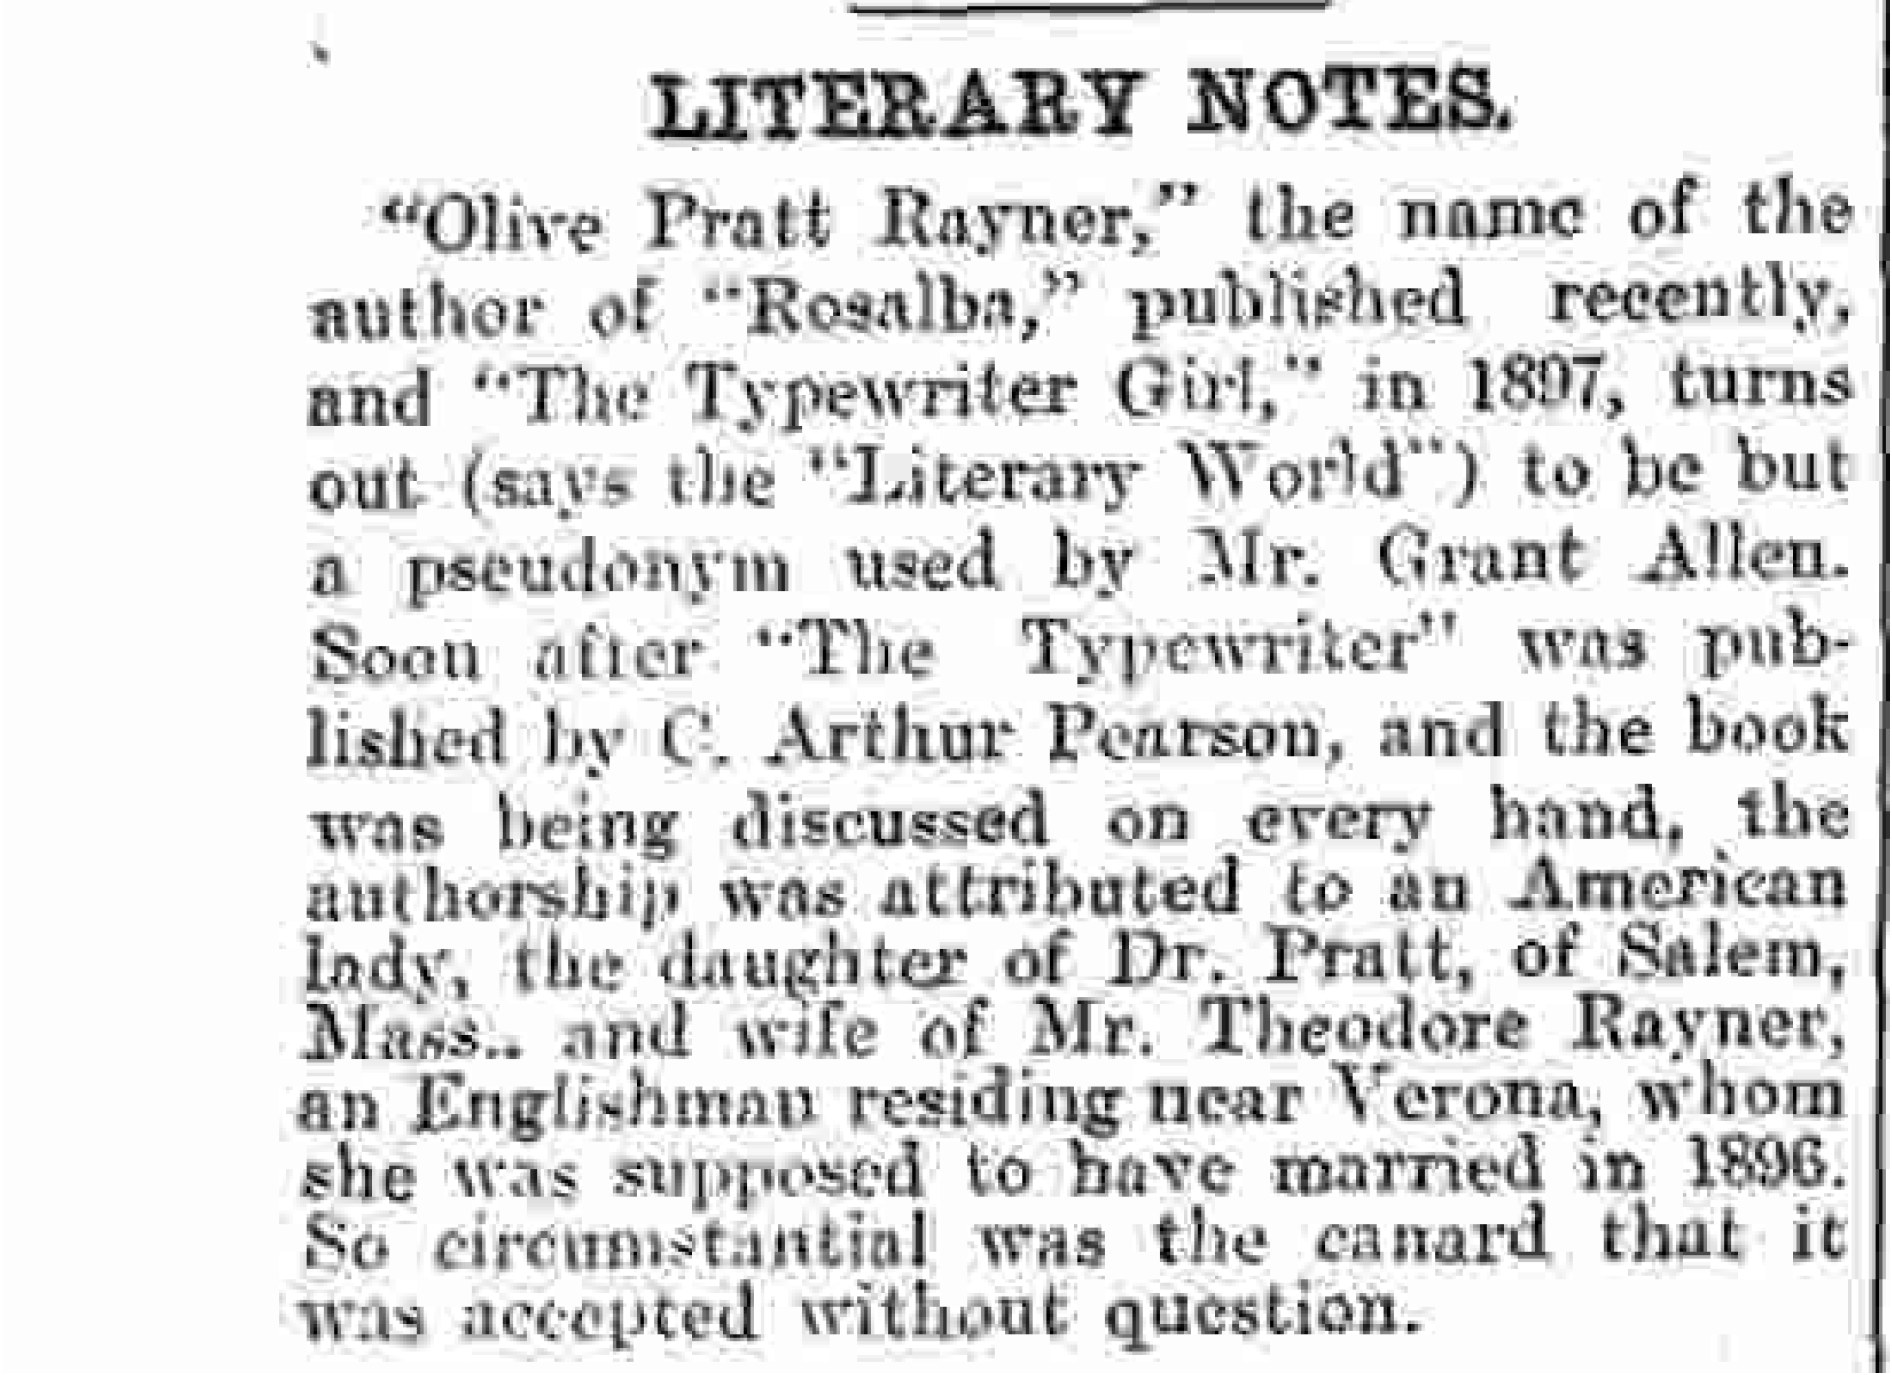 LITERARY NOTES.
"Olive Pratt Rayner," the name of the
author of "Rosalba," published recently,
and "The Typewriter Girl," in 1897, turns
out (says the "Literary World") to be but
a pseudonym used by Mr. Grant Allen.
Soon after "The Typewriter" was pub-
lished by C. Arthur Pearson, and the book
was being discussed on every hand, the
authorship was attributed to an American
lady, the daughter of Dr. Pratt, of Salem,
Mass.. and wife of Mr. Theodore Rayner,
an Englishman residing near Verona, whom
she was supposed to have married in 1896.
So circumstantial was the canard that it
was accepted without question.